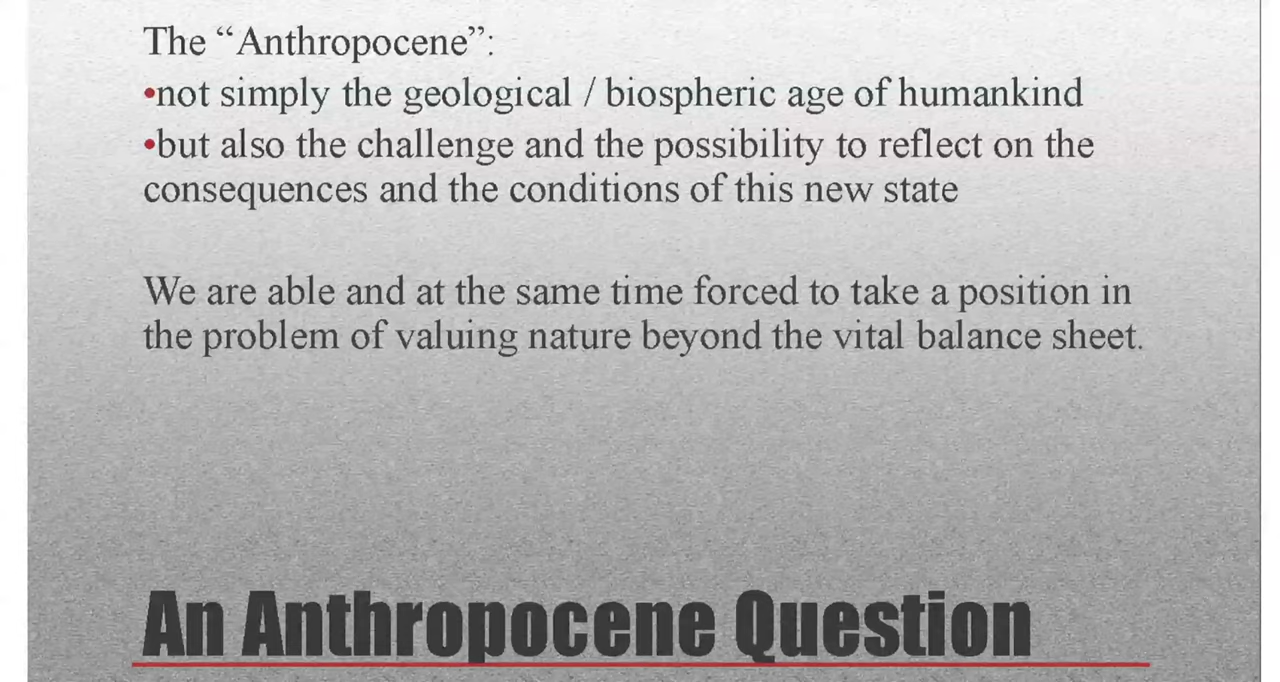 The “Anthropocene”:
•not simply the geological / biospheric age of humankind
•but also the challenge and the possibility to reflect on the
consequences and the conditions of this new state
We are able and at the same time forced to take a position in
the problem of valuing nature beyond the vital balance sheet.
An Anthropocene Question